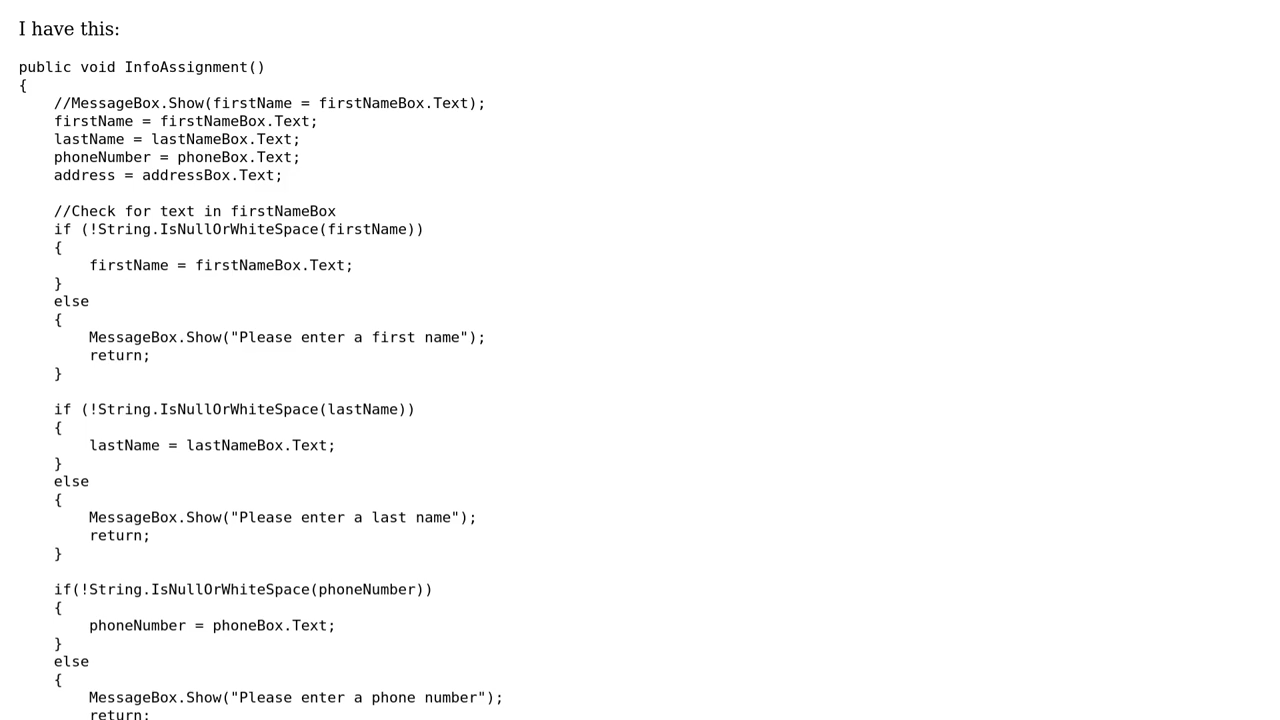 I have this:
public void InfoAssignment()
{
    //MessageBox.Show(firstName = firstNameBox.Text);
    firstName = firstNameBox.Text;
    lastName = lastNameBox.Text;
    phoneNumber = phoneBox.Text;
    address = addressBox.Text;

    //Check for text in firstNameBox
    if (!String.IsNullOrWhiteSpace(firstName))
    {
        firstName = firstNameBox.Text;
    }
    else
    {
        MessageBox.Show("Please enter a first name");
        return;
    }

    if (!String.IsNullOrWhiteSpace(lastName))
    {
        lastName = lastNameBox.Text;
    }
    else
    {
        MessageBox.Show("Please enter a last name");
        return;
    }

    if(!String.IsNullOrWhiteSpace(phoneNumber))
    {
        phoneNumber = phoneBox.Text;
    }
    else
    {
        MessageBox.Show("Please enter a phone number");
        return;